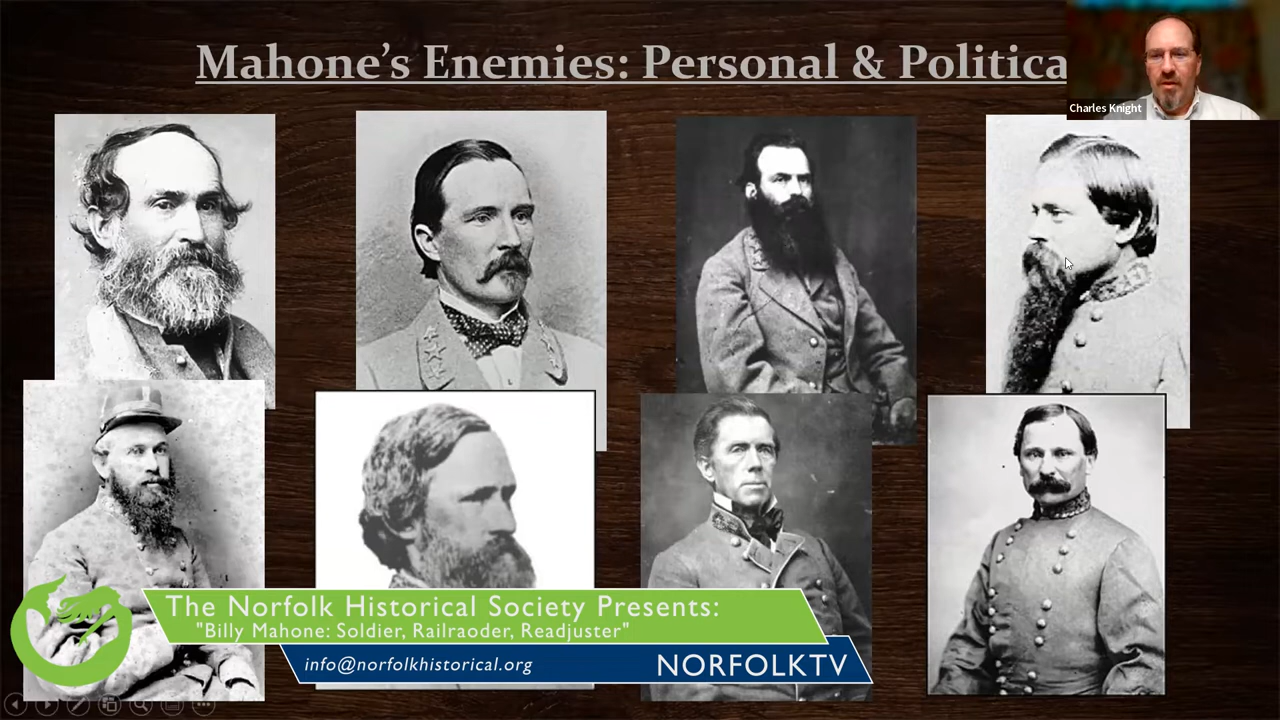 Mahone's Enemies: Personal & Politica
Charles Knight
The Norfolk Historical Society Presents:
"Billy Mahone: Soldier, Railraoder, Readjuster"
info@norfolkhistorical.org
NORFOLKTV